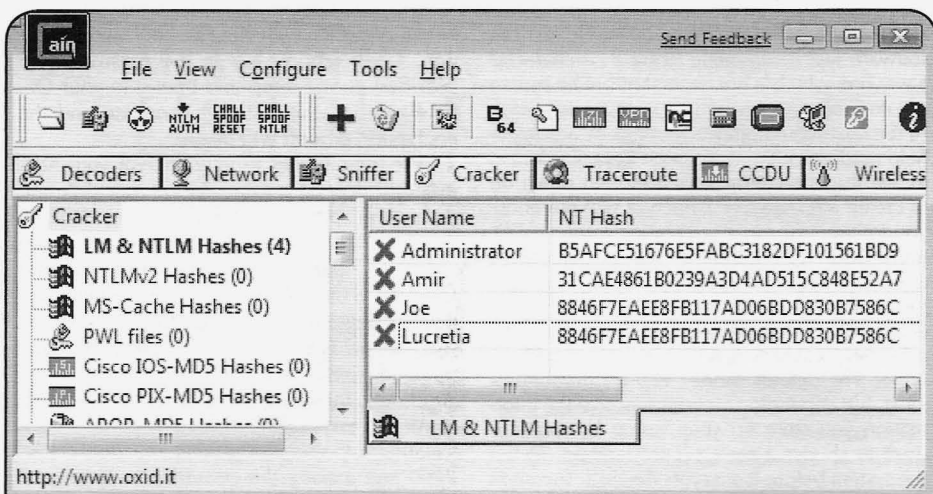 ain
Send Feedback
File View Configure Tools Help
NTLM AUTH CHALL SPOOF RESET CHALL SPOOF NTLM B64
Decoders Network Sniffer Cracker Traceroute CCDU Wireless
Cracker
LM & NTLM Hashes (4)
NTLMv2 Hashes (0)
MS-Cache Hashes (0)
PWL files (0)
Cisco IOS-MD5 Hashes (0)
Cisco PIX-MD5 Hashes (0)
User Name NT Hash
Administrator B5AFCE51676E5FABC3182DF101561BD9
Amir 31CAE4861B0239A3D4AD515C848E52A7
Joe 8846F7EAEE8FB117AD06BDD830B7586C
Lucretia 8846F7EAEE8FB117AD06BDD830B7586C
LM & NTLM Hashes
http://www.oxid.it